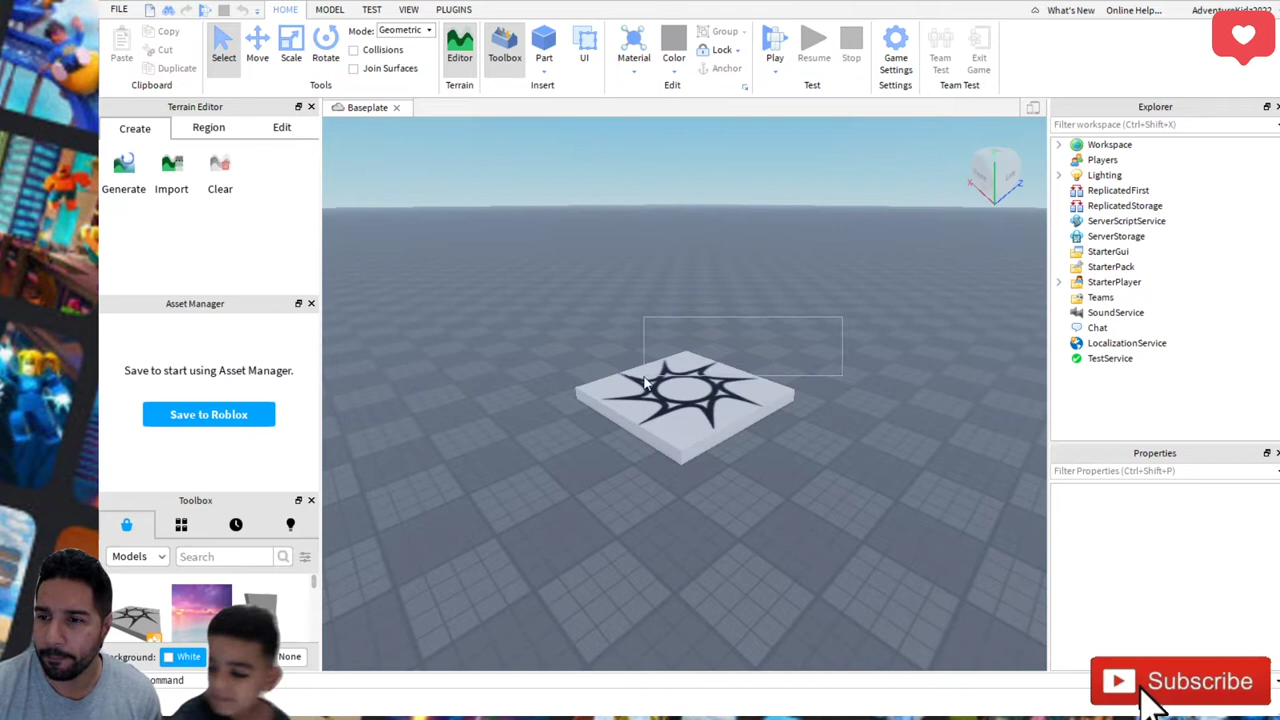 FILE HOME MODEL TEST VIEW PLUGINS What's New Online Help... AdventureKidz2022
Paste Copy Cut Duplicate Select Move Scale Rotate Mode: Geometric Collisions Join Surfaces Editor Toolbox Part UI Material Color Group Lock Anchor Play Resume Stop Game Settings Team Test Exit Game
Clipboard Tools Terrain Insert Edit Test Settings Team Test
Terrain Editor
Create Region Edit
Generate Import Clear
Asset Manager
Save to start using Asset Manager.
Save to Roblox
Toolbox
Models Search
ground: White None
ommand
Baseplate
Explorer
Filter workspace (Ctrl+Shift+X)
Workspace
Players
Lighting
ReplicatedFirst
ReplicatedStorage
ServerScriptService
ServerStorage
StarterGui
StarterPack
StarterPlayer
Teams
SoundService
Chat
LocalizationService
TestService
Properties
Filter Properties (Ctrl+Shift+P)
Subscribe